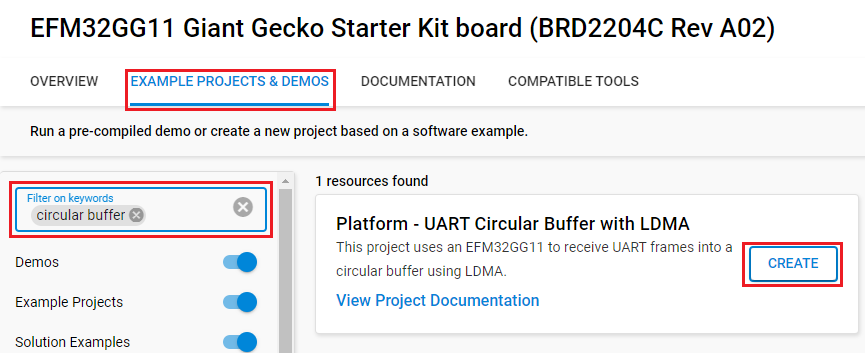 EFM32GG11 Giant Gecko Starter Kit board (BRD2204C Rev A02)
OVERVIEW EXAMPLE PROJECTS & DEMOS DOCUMENTATION COMPATIBLE TOOLS
Run a pre-compiled demo or create a new project based on a software example.
Filter on keywords
circular buffer
Demos
Example Projects
Solution Examples
1 resources found
Platform - UART Circular Buffer with LDMA
This project uses an EFM32GG11 to receive UART frames into a
circular buffer using LDMA.
View Project Documentation
CREATE